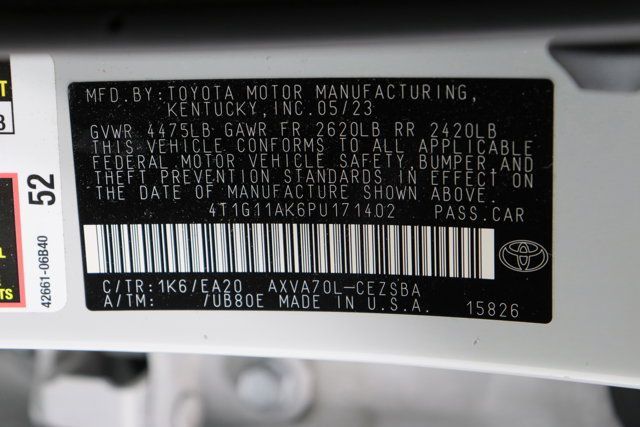 MFD.BY:TOYOTA MOTOR MANUFACTURING,
KENTUCKY,INC.05/23
GVWR 4475LB GAWR FR 2620LB RR 2420LB
THIS VEHICLE CONFORMS TO ALL APPLICABLE
FEDERAL MOTOR VEHICLE SAFETY,BUMPER AND
THEFT PREVENTION STANDARDS IN EFFECT ON
THE DATE OF MANUFACTURE SHOWN ABOVE.
4T1G11AK6PU171402 PASS.CAR
C/TR:1K6/EA20 AXVA70L-CEZSBA
A/TM: /UB80E MADE IN U.S.A. 15826
52
42661-06B40